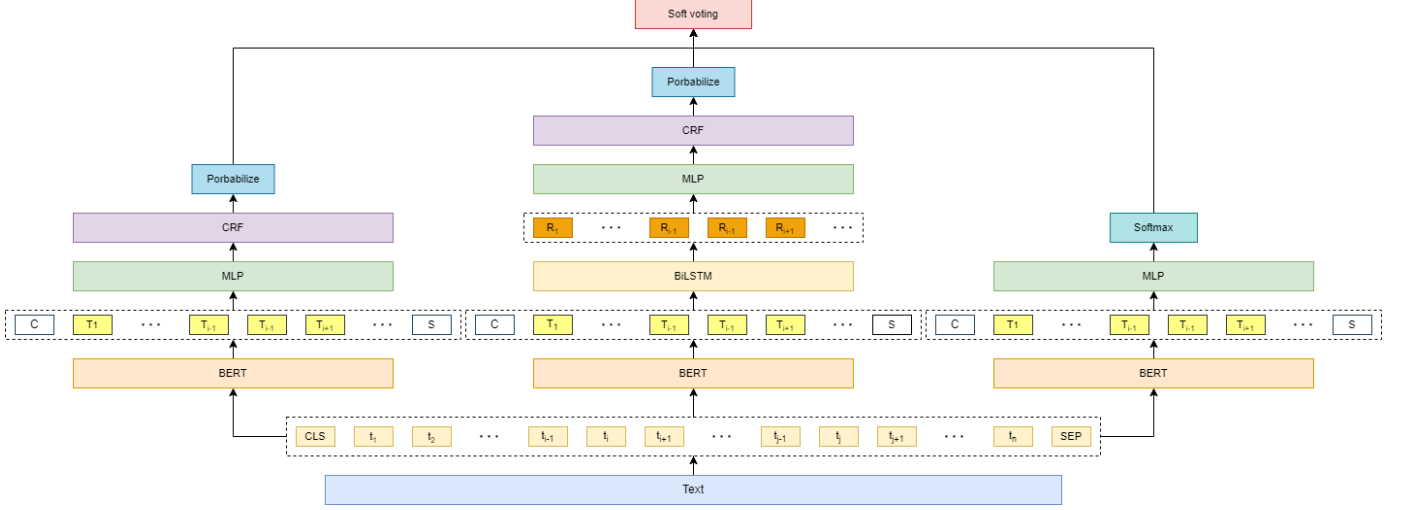 Soft voting
Porbabilize
CRF
Porbabilize MLP
CRF R₁ ... Rᵢ₋₁ Rᵢ₋₁ Rᵢ₊₁ ... Softmax
MLP BiLSTM MLP
C T1 ... Tᵢ₋₁ Tᵢ₋₁ Tᵢ₊₁ ... S C T₁ ... Tᵢ₋₁ Tᵢ₋₁ Tᵢ₊₁ ... S C T1 ... Tᵢ₋₁ Tᵢ₋₁ Tᵢ₊₁ ... S
BERT BERT BERT
CLS t₁ t₂ ... tᵢ₋₁ tᵢ tᵢ₊₁ ... tⱼ₋₁ tⱼ tⱼ₊₁ ... tₙ SEP
Text